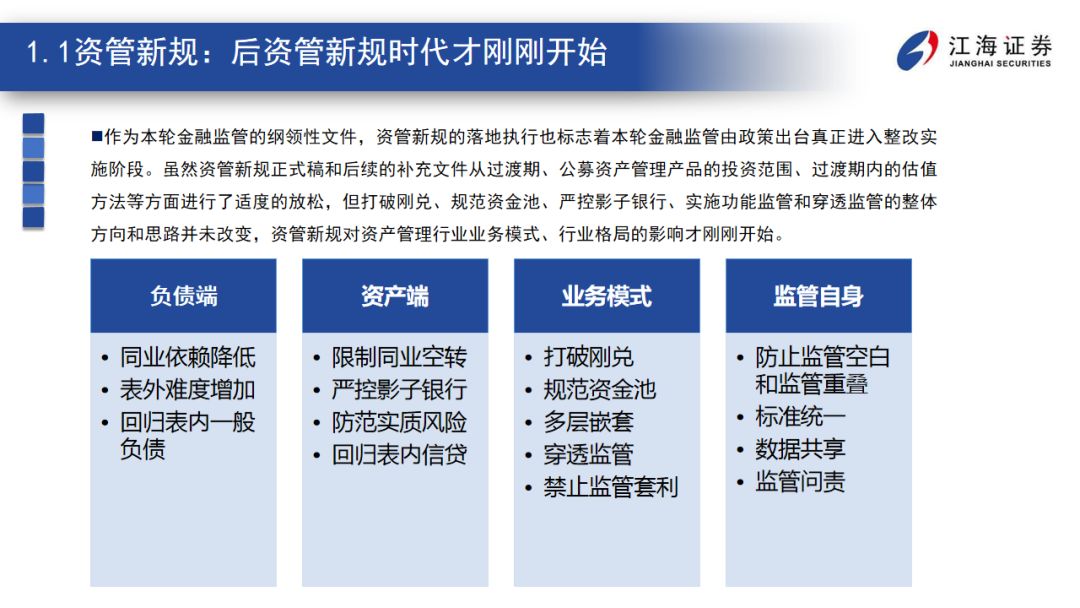 1.1资管新规：后资管新规时代才刚刚开始
江海证券
JIANGHAI SECURITIES
■作为本轮金融监管的纲领性文件，资管新规的落地执行也标志着本轮金融监管由政策出台真正进入整改实
施阶段。虽然资管新规正式稿和后续的补充文件从过渡期、公募资产管理产品的投资范围、过渡期内的估值
方法等方面进行了适度的放松，但打破刚兑、规范资金池、严控影子银行、实施功能监管和穿透监管的整体
方向和思路并未改变，资管新规对资产管理行业业务模式、行业格局的影响才刚刚开始。
负债端
• 同业依赖降低
• 表外难度增加
• 回归表内一般
负债
资产端
• 限制同业空转
• 严控影子银行
• 防范实质风险
• 回归表内信贷
业务模式
• 打破刚兑
• 规范资金池
• 多层嵌套
• 穿透监管
• 禁止监管套利
监管自身
• 防止监管空白
和监管重叠
• 标准统一
• 数据共享
• 监管问责